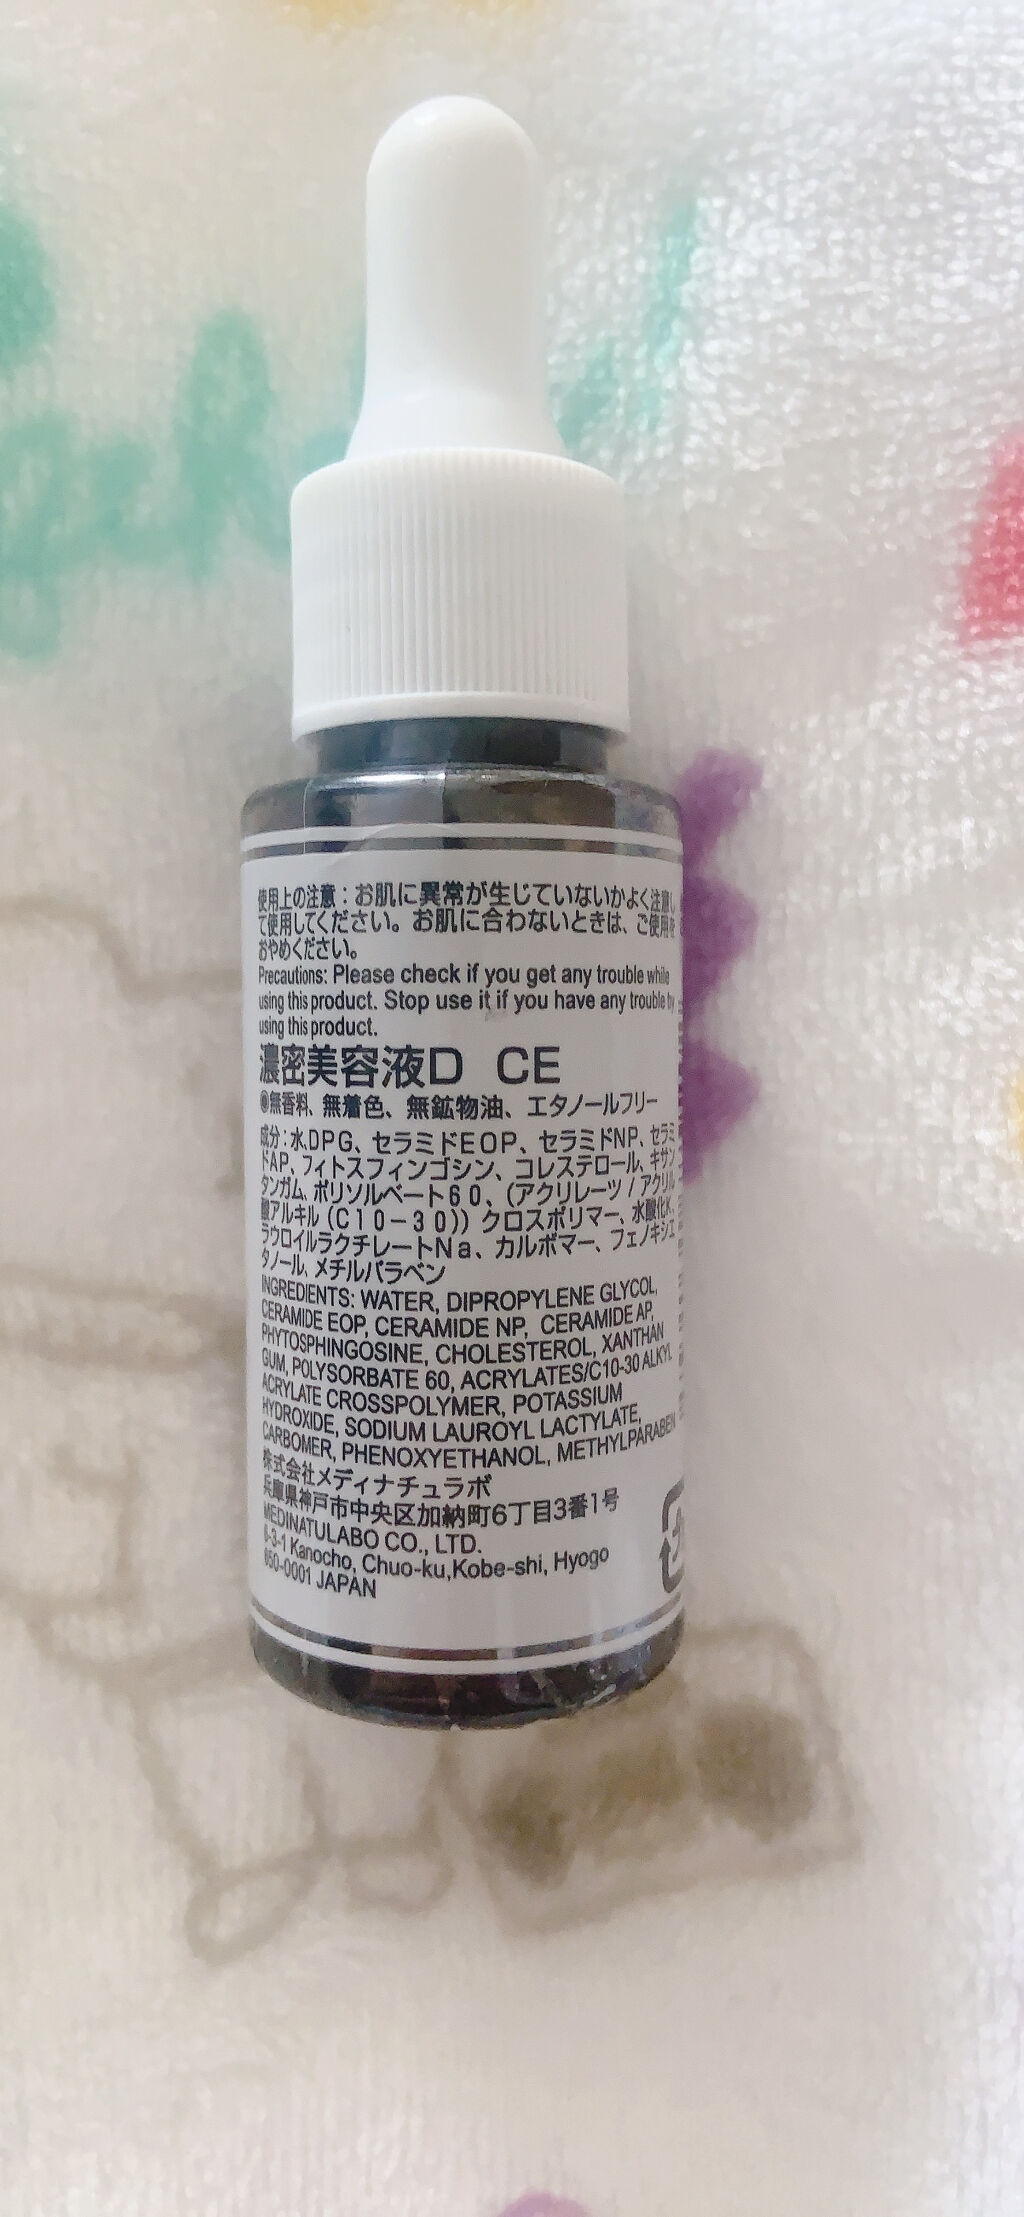 使用上の注意：お肌に異常が生じていないかよく注意し
て使用してください。お肌に合わないときは、ご使用を
おやめください。
Precautions: Please check if you get any trouble while
using this product. Stop use it if you have any trouble by
using this product.
濃密美容液D CE
◉無香料、無着色、無鉱物油、エタノールフリー
成分：水、DPG、セラミドEOP、セラミドNP、セラミ
ドAP、フィトスフィンゴシン、コレステロール、キサン
タンガム、ポリソルベート60、（アクリレーツ/アクリル
酸アルキル（C10-30））クロスポリマー、水酸化K、
ラウロイルラクチレートNa、カルボマー、フェノキシエ
タノール、メチルパラベン
INGREDIENTS: WATER, DIPROPYLENE GLYCOL,
CERAMIDE EOP, CERAMIDE NP, CERAMIDE AP,
PHYTOSPHINGOSINE, CHOLESTEROL, XANTHAN
GUM, POLYSORBATE 60, ACRYLATES/C10-30 ALKYL
ACRYLATE CROSSPOLYMER, POTASSIUM
HYDROXIDE, SODIUM LAUROYL LACTYLATE,
CARBOMER, PHENOXYETHANOL, METHYLPARABEN
株式会社メディナチュラボ
兵庫県神戸市中央区加納町6丁目3番1号
MEDINATULABO CO., LTD.
6-3-1 Kanocho, Chuo-ku,Kobe-shi, Hyogo
650-0001 JAPAN